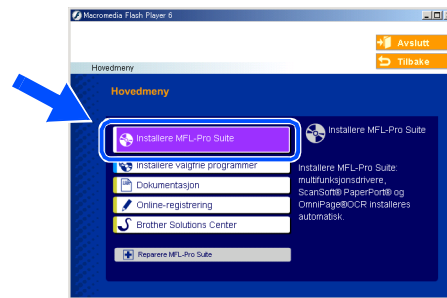 Macromedia Flash Player 6
Avslutt
Tilbake
Hovedmeny
Hovedmeny
Installere MFL-Pro Suite
Installere valgfrie programmer
Dokumentasjon
Online-registrering
Brother Solutions Center
Reparere MFL-Pro Suite
Installere MFL-Pro Suite
Installere MFL-Pro Suite:
multifunksjonsdrivere,
ScanSoft® PaperPort® og
OmniPage®OCR installeres
automatisk.